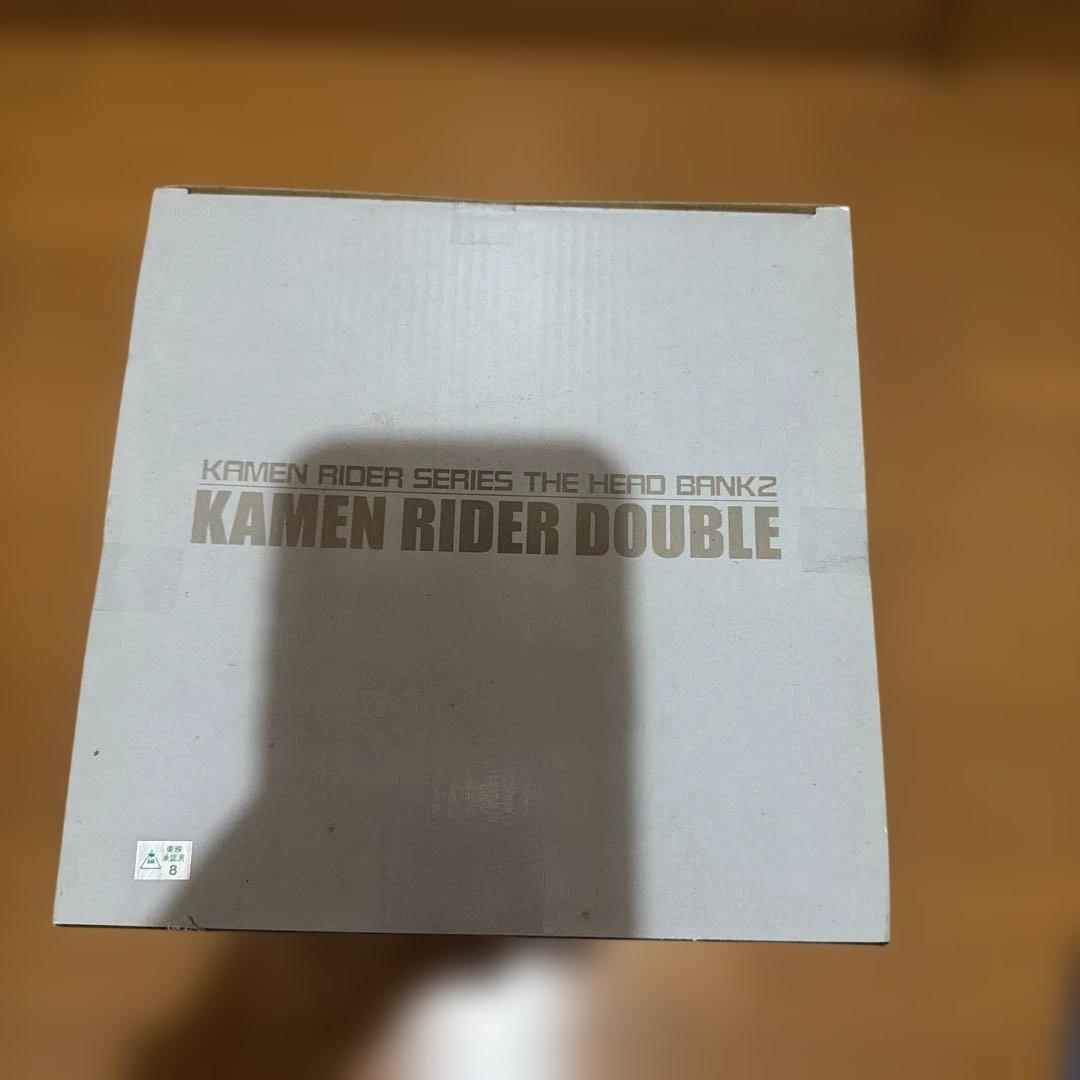 KAMEN RIDER SERIES THE HEAD BANK2
KAMEN RIDER DOUBLE
東映
承認済
8